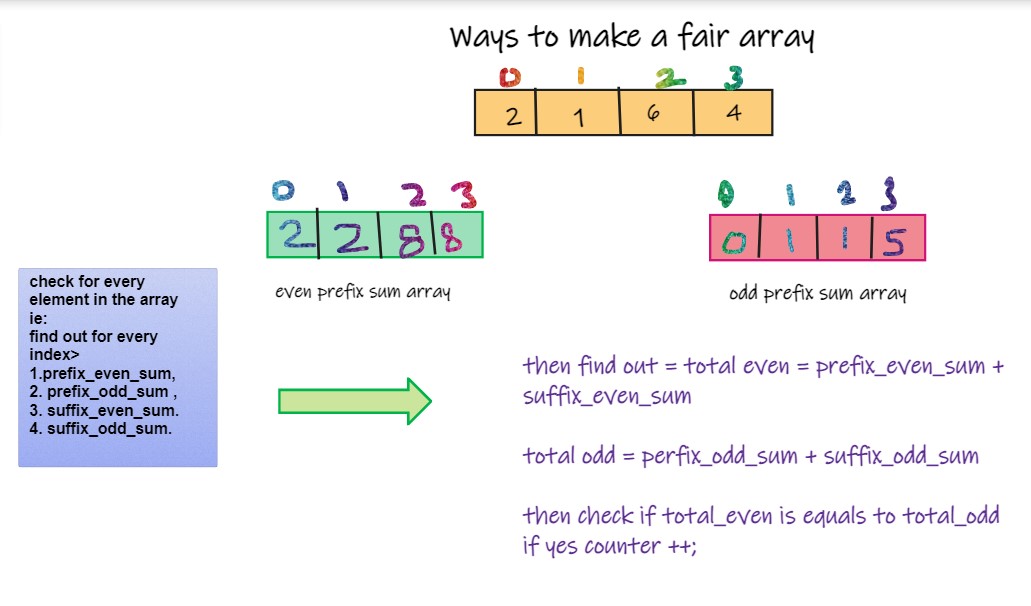 Ways to make a fair array
0 1 2 3
2 1 6 4
0 1 2 3
2 2 8 8
even prefix sum array
0 1 2 3
0 1 1 5
odd prefix sum array
check for every
element in the array
ie:
find out for every
index>
1.prefix_even_sum,
2. prefix_odd_sum ,
3. suffix_even_sum.
4. suffix_odd_sum.
then find out = total even = prefix_even_sum +
suffix_even_sum
total odd = perfix_odd_sum + suffix_odd_sum
then check if total_even is equals to total_odd
if yes counter ++;